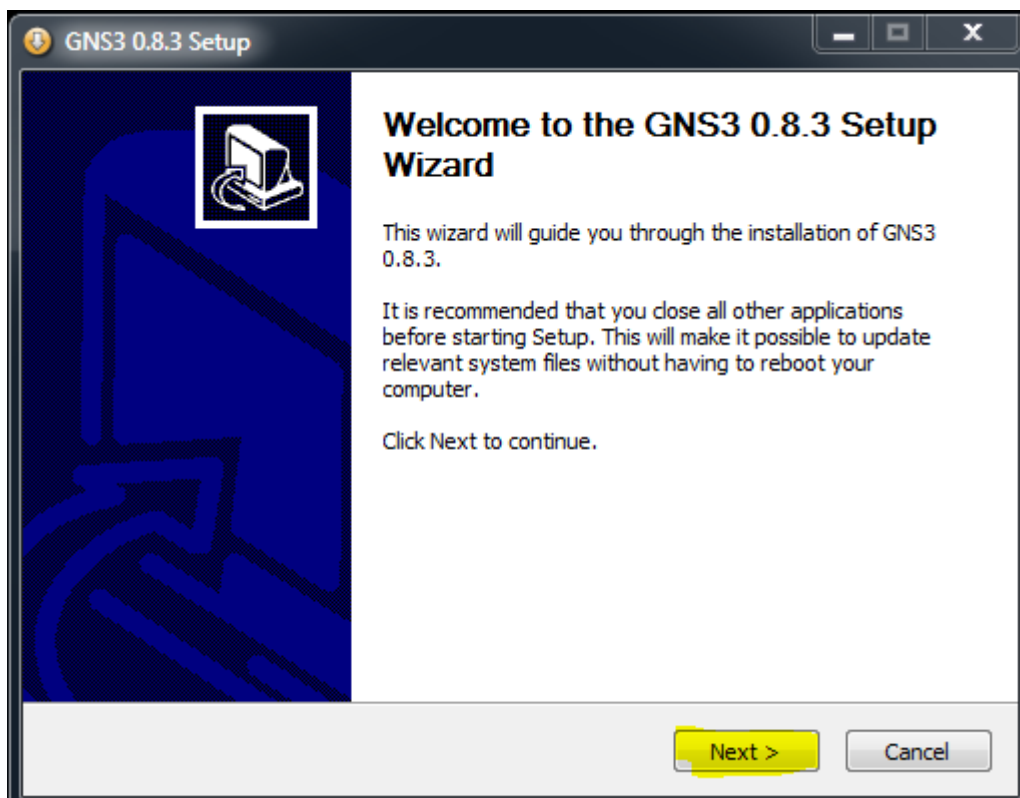 GNS3 0.8.3 Setup
Welcome to the GNS3 0.8.3 Setup
Wizard
This wizard will guide you through the installation of GNS3
0.8.3.
It is recommended that you close all other applications
before starting Setup. This will make it possible to update
relevant system files without having to reboot your
computer.
Click Next to continue.
Next >
Cancel